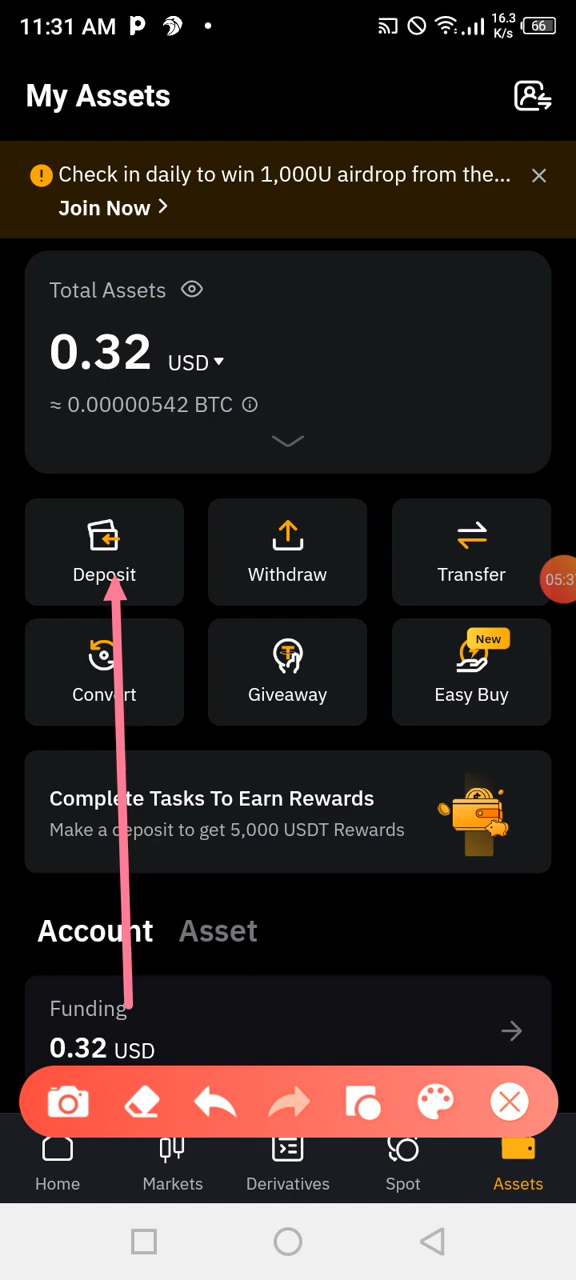 11:31 AM
16.3
K/s
66
My Assets
Check in daily to win 1,000U airdrop from the...
Join Now >
Total Assets
0.32 USD
≈ 0.00000542 BTC
Deposit
Withdraw
Transfer
05:3
Convert
Giveaway
New
Easy Buy
Complete Tasks To Earn Rewards
Make a deposit to get 5,000 USDT Rewards
Account Asset
Funding
0.32 USD
Home
Markets
Derivatives
Spot
Assets